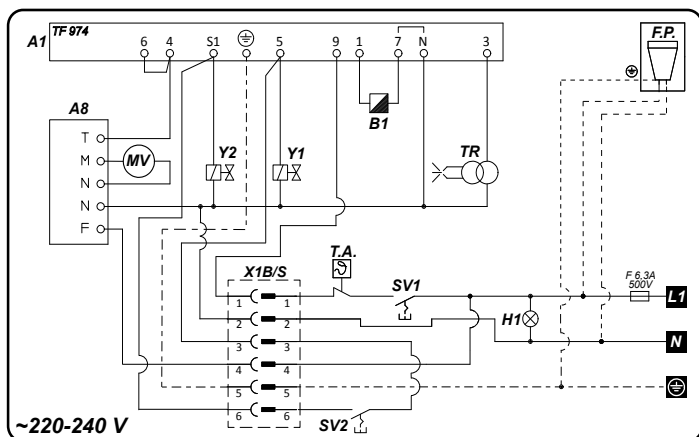 TF 974
F.P.
A1
6 4 S1 5 9 1 7 N 3
A8
B1
T
M
MV
Y2
Y1
TR
N
N
F
T.A.
X1B/S
SV1
F 6,3A
500V
1 1
L1
H1
2 2
N
3 3
4 4
5 5
6 6
SV2
~220-240 V